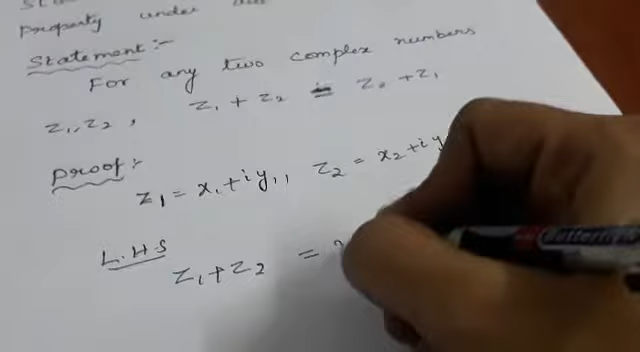 Property under
Statement:-
For any two complex numbers
z₁, z₂, z₁ + z₂ = z₂ + z₁
Proof:-
z₁ = x₁+iy₁, z₂ = x₂+iy
L.H.S
z₁+z₂ =
Butterflow